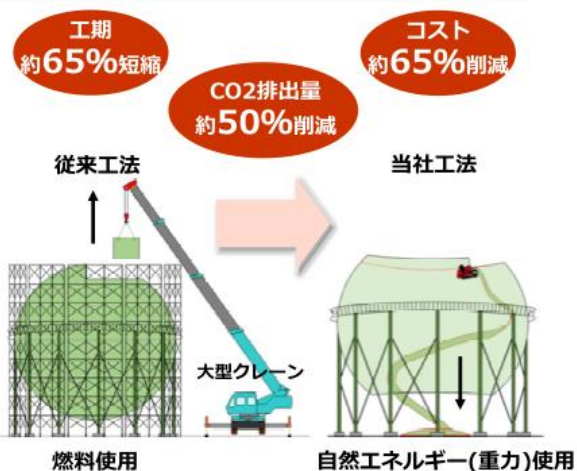 工期
約65%短縮
コスト
約65%削減
CO2排出量
約50%削減
従来工法
当社工法
大型クレーン
燃料使用
自然エネルギー(重力)使用